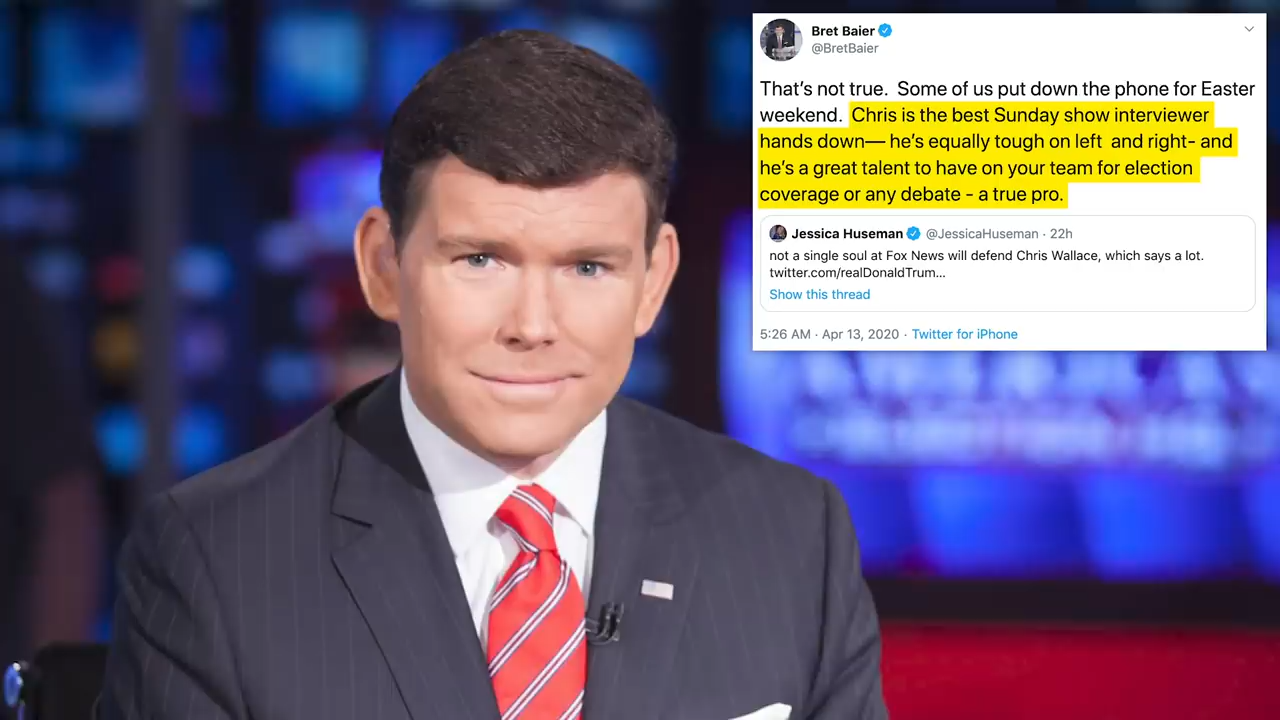 Bret Baier
@BretBaier
That's not true.  Some of us put down the phone for Easter
weekend.  Chris is the best Sunday show interviewer
hands down— he's equally tough on left  and right- and
he's a great talent to have on your team for election
coverage or any debate - a true pro.
Jessica Huseman @JessicaHuseman · 22h
not a single soul at Fox News will defend Chris Wallace, which says a lot.
twitter.com/realDonaldTrum...
Show this thread
5:26 AM · Apr 13, 2020 · Twitter for iPhone